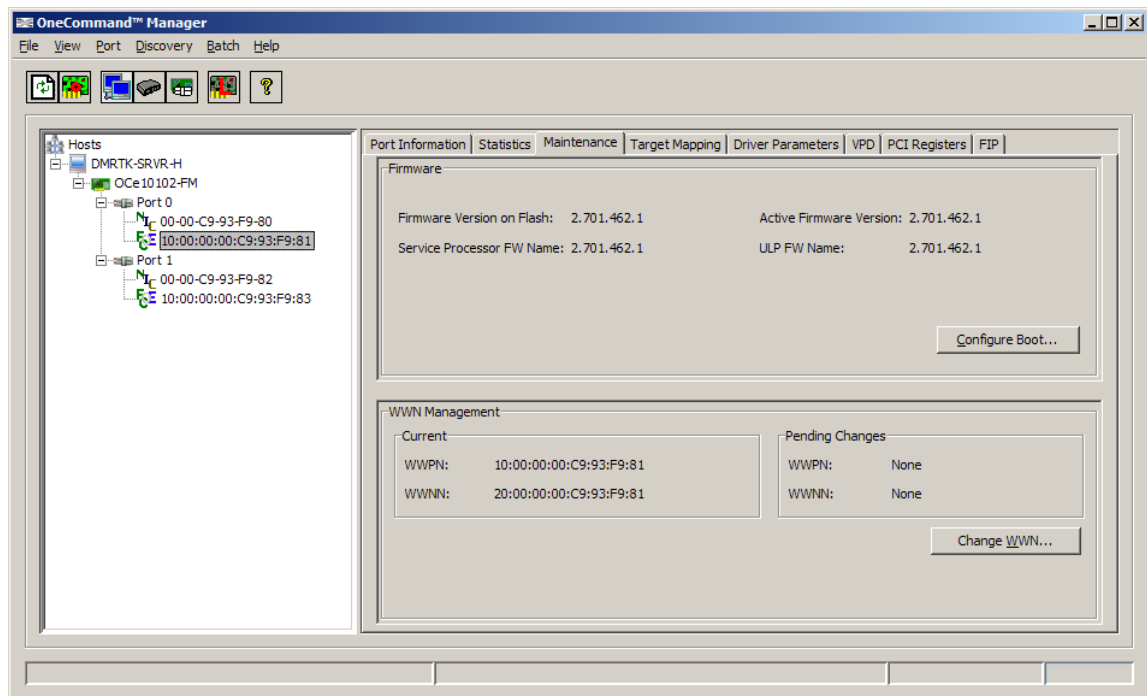 OneCommand™ Manager
File View Port Discovery Batch Help
Hosts
DMRTK-SRVR-H
OCe10102-FM
Port 0
NIC 00-00-C9-93-F9-80
FCoE 10:00:00:00:C9:93:F9:81
Port 1
NIC 00-00-C9-93-F9-82
FCoE 10:00:00:00:C9:93:F9:83
Port Information Statistics Maintenance Target Mapping Driver Parameters VPD PCI Registers FIP
Firmware
Firmware Version on Flash: 2.701.462.1 Active Firmware Version: 2.701.462.1
Service Processor FW Name: 2.701.462.1 ULP FW Name: 2.701.462.1
Configure Boot...
WWN Management
Current Pending Changes
WWPN: 10:00:00:00:C9:93:F9:81 WWPN: None
WWNN: 20:00:00:00:C9:93:F9:81 WWNN: None
Change WWN...